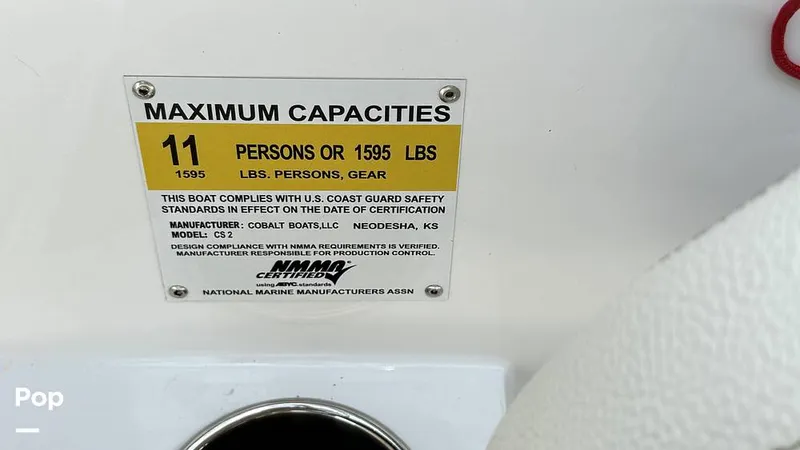 MAXIMUM CAPACITIES
11 PERSONS OR 1595 LBS
1595 LBS. PERSONS, GEAR
THIS BOAT COMPLIES WITH U.S. COAST GUARD SAFETY
STANDARDS IN EFFECT ON THE DATE OF CERTIFICATION
MANUFACTURER: COBALT BOATS,LLC NEODESHA, KS
MODEL: CS 2
DESIGN COMPLIANCE WITH NMMA REQUIREMENTS IS VERIFIED.
MANUFACTURER RESPONSIBLE FOR PRODUCTION CONTROL.
NMMA®
CERTIFIED
using ABYC standards
NATIONAL MARINE MANUFACTURERS ASSN
Pop